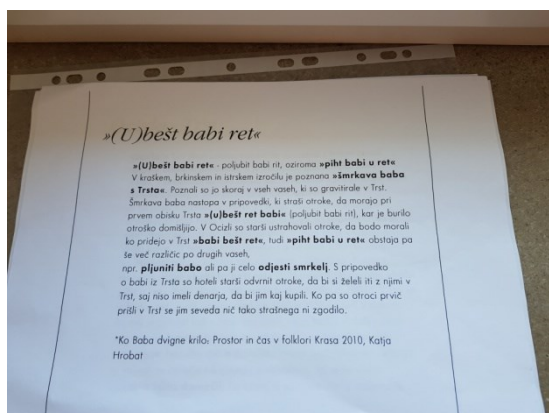 »(U)bešt babi ret«
»(U)bešt babi ret« - poljubit babi rit, oziroma »piht babi u ret«
V kraškem, brkinskem in istrskem izročilu je poznana »šmrkava baba
s Trsta«. Poznali so jo skoraj v vseh vaseh, ki so gravitirale v Trst.
Šmrkava baba nastopa v pripovedki, ki straši otroke, da morajo pri
prvem obisku Trsta »(u)bešt ret babi« (poljubit babi rit), kar je burilo
otroško domišljijo. V Ocizli so starši ustrahovali otroke, da bodo morali
ko pridejo v Trst »babi bešt ret«, tudi »piht babi u ret« obstaja pa
še več različic po drugih vaseh,
npr. pljuniti babo ali pa ji celo odjesti smrkelj. S pripovedko
o babi iz Trsta so hoteli starši odvrnit otroke, da bi si želeli iti z njimi v
Trst, saj niso imeli denarja, da bi jim kaj kupili. Ko pa so otroci prvič
prišli v Trst se jim seveda nič tako strašnega ni zgodilo.
*Ko Baba dvigne krilo: Prostor in čas v folklori Krasa 2010, Katja
Hrobat